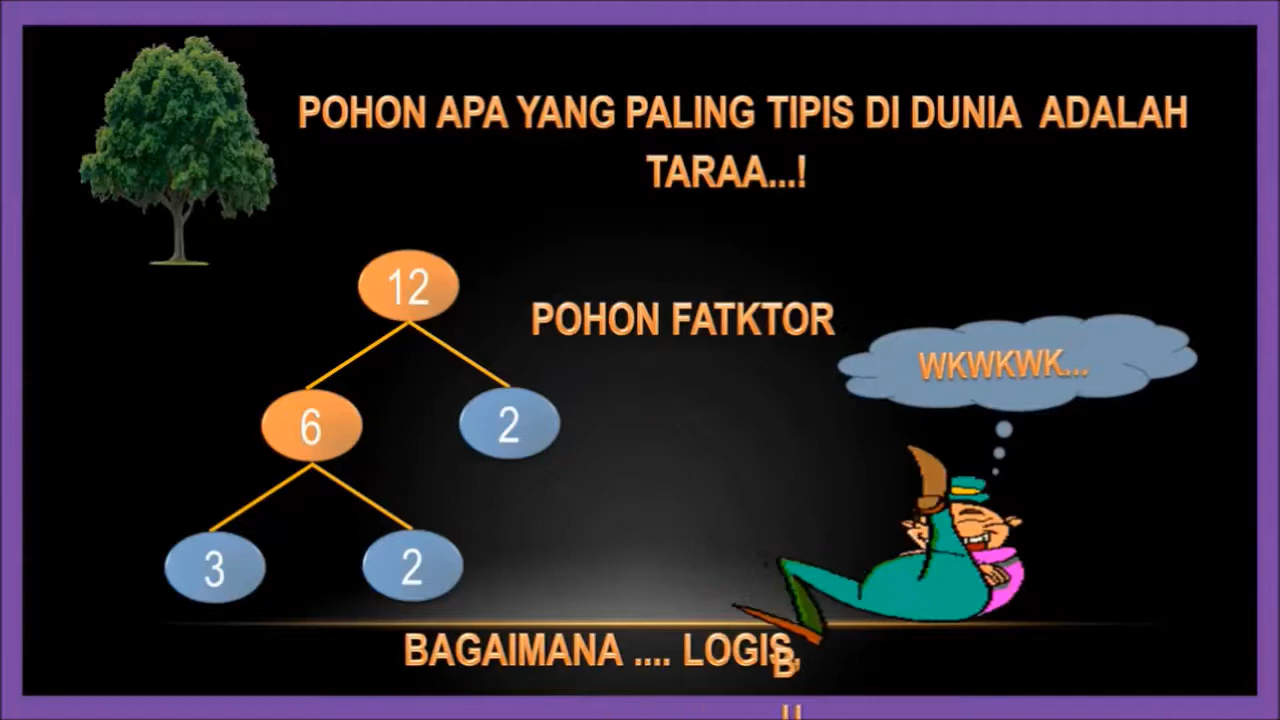 POHON APA YANG PALING TIPIS DI DUNIA ADALAH
TARAA...!
12
POHON FATKTOR
WKWKWK...
6
2
3
2
BAGAIMANA .... LOGIS,